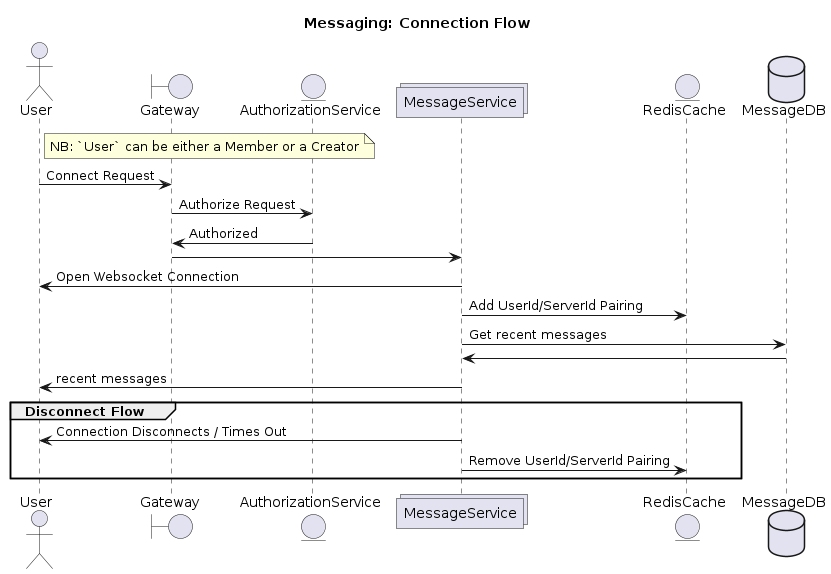 Messaging: Connection Flow
User
Gateway
AuthorizationService
MessageService
RedisCache
MessageDB
NB: `User` can be either a Member or a Creator
Connect Request
Authorize Request
Authorized
Open Websocket Connection
Add UserId/ServerId Pairing
Get recent messages
recent messages
Disconnect Flow
Connection Disconnects / Times Out
Remove UserId/ServerId Pairing
User
Gateway
AuthorizationService
MessageService
RedisCache
MessageDB